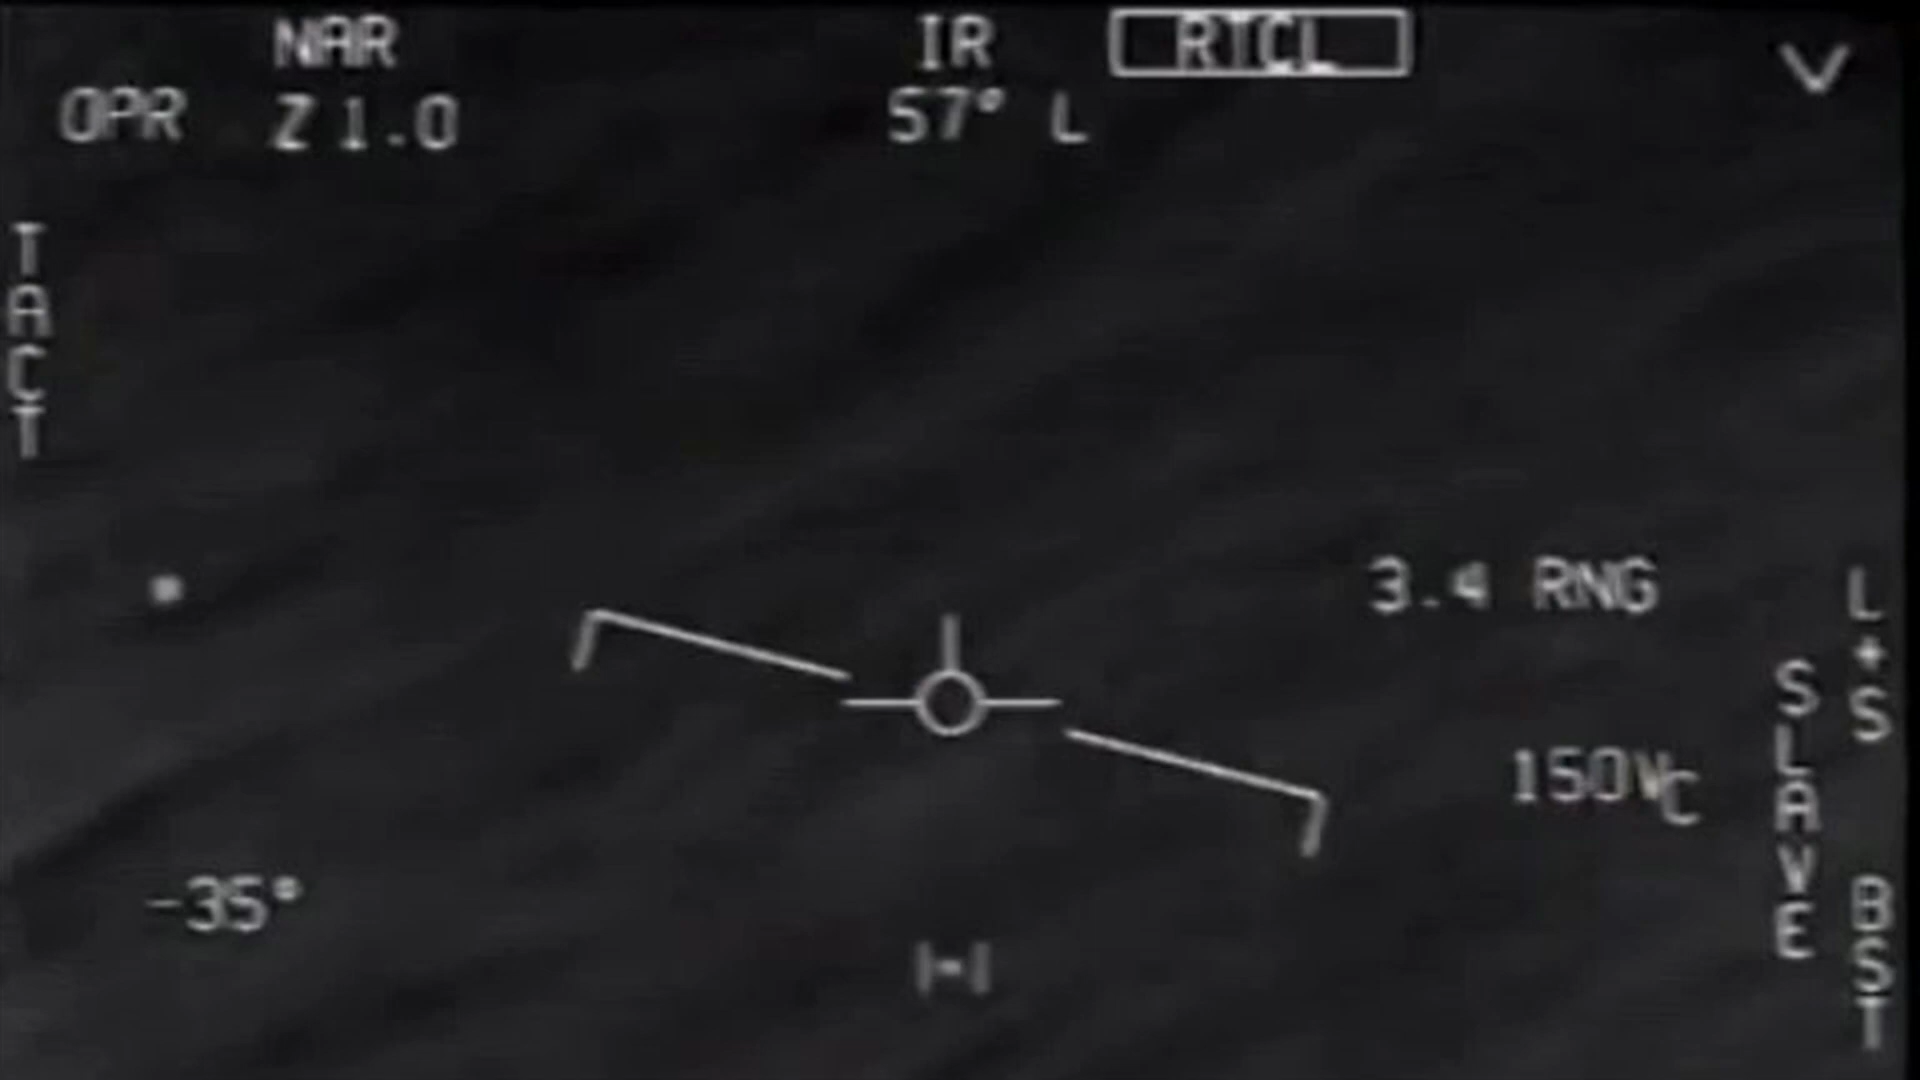 NAR IR RTCL
OPR Z 1.0 57° L
TACT
3.4 RNG
L+S
SLAVE
150Vc
-35°
BST